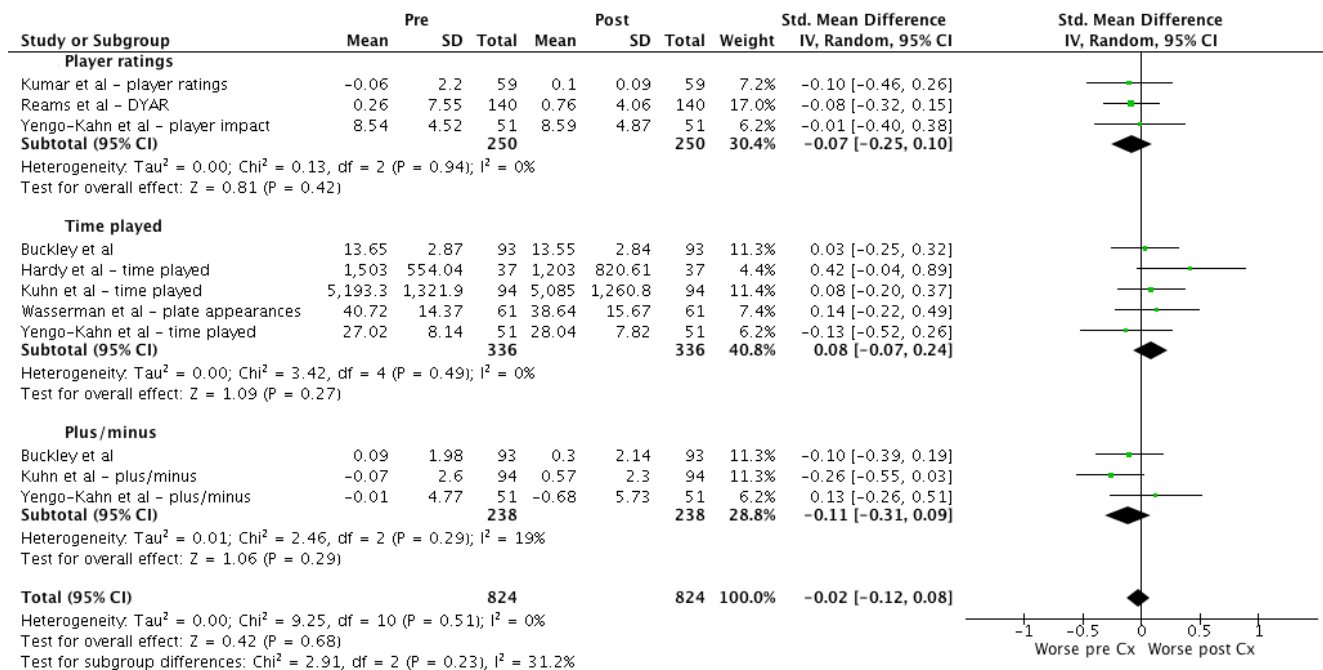 Pre Post Std. Mean Difference Std. Mean Difference
Study or Subgroup Mean SD Total Mean SD Total Weight IV, Random, 95% CI IV, Random, 95% CI
Player ratings
Kumar et al – player ratings −0.06 2.2 59 0.1 0.09 59 7.2% −0.10 [−0.46, 0.26]
Reams et al – DYAR 0.26 7.55 140 0.76 4.06 140 17.0% −0.08 [−0.32, 0.15]
Yengo-Kahn et al – player impact 8.54 4.52 51 8.59 4.87 51 6.2% −0.01 [−0.40, 0.38]
Subtotal (95% CI) 250 250 30.4% −0.07 [−0.25, 0.10]
Heterogeneity: Tau² = 0.00; Chi² = 0.13, df = 2 (P = 0.94); I² = 0%
Test for overall effect: Z = 0.81 (P = 0.42)
Time played
Buckley et al 13.65 2.87 93 13.55 2.84 93 11.3% 0.03 [−0.25, 0.32]
Hardy et al – time played 1,503 554.04 37 1,203 820.61 37 4.4% 0.42 [−0.04, 0.89]
Kuhn et al – time played 5,193.3 1,321.9 94 5,085 1,260.8 94 11.4% 0.08 [−0.20, 0.37]
Wasserman et al – plate appearances 40.72 14.37 61 38.64 15.67 61 7.4% 0.14 [−0.22, 0.49]
Yengo-Kahn et al – time played 27.02 8.14 51 28.04 7.82 51 6.2% −0.13 [−0.52, 0.26]
Subtotal (95% CI) 336 336 40.8% 0.08 [−0.07, 0.24]
Heterogeneity: Tau² = 0.00; Chi² = 3.42, df = 4 (P = 0.49); I² = 0%
Test for overall effect: Z = 1.09 (P = 0.27)
Plus/minus
Buckley et al 0.09 1.98 93 0.3 2.14 93 11.3% −0.10 [−0.39, 0.19]
Kuhn et al – plus/minus −0.07 2.6 94 0.57 2.3 94 11.3% −0.26 [−0.55, 0.03]
Yengo-Kahn et al – plus/minus −0.01 4.77 51 −0.68 5.73 51 6.2% 0.13 [−0.26, 0.51]
Subtotal (95% CI) 238 238 28.8% −0.11 [−0.31, 0.09]
Heterogeneity: Tau² = 0.01; Chi² = 2.46, df = 2 (P = 0.29); I² = 19%
Test for overall effect: Z = 1.06 (P = 0.29)
Total (95% CI) 824 824 100.0% −0.02 [−0.12, 0.08]
Heterogeneity: Tau² = 0.00; Chi² = 9.25, df = 10 (P = 0.51); I² = 0%
Test for overall effect: Z = 0.42 (P = 0.68)
Test for subgroup differences: Chi² = 2.91, df = 2 (P = 0.23), I² = 31.2%
−1 −0.5 0 0.5 1
Worse pre Cx Worse post Cx